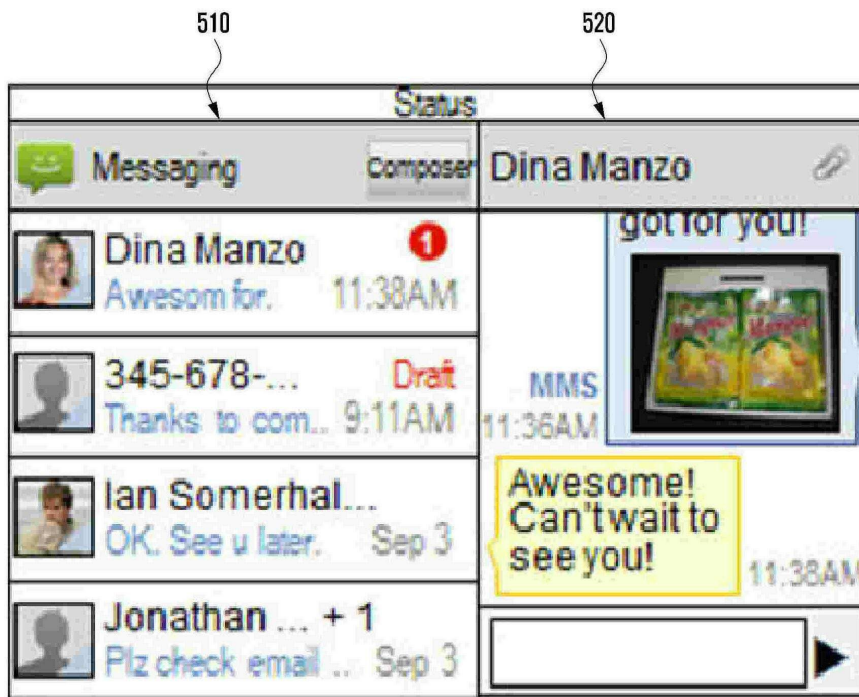 510
520
Status
Messaging
Composer
Dina Manzo
1
Awesom for.
11:38AM
345-678-...
Draft
Thanks to com..
9:11AM
Ian Somerhal...
OK. See u later.
Sep 3
Jonathan ... + 1
Plz check email ..
Sep 3
Dina Manzo
got for you!
MMS
11:36AM
Awesome!
Can't wait to
see you!
11:38AM